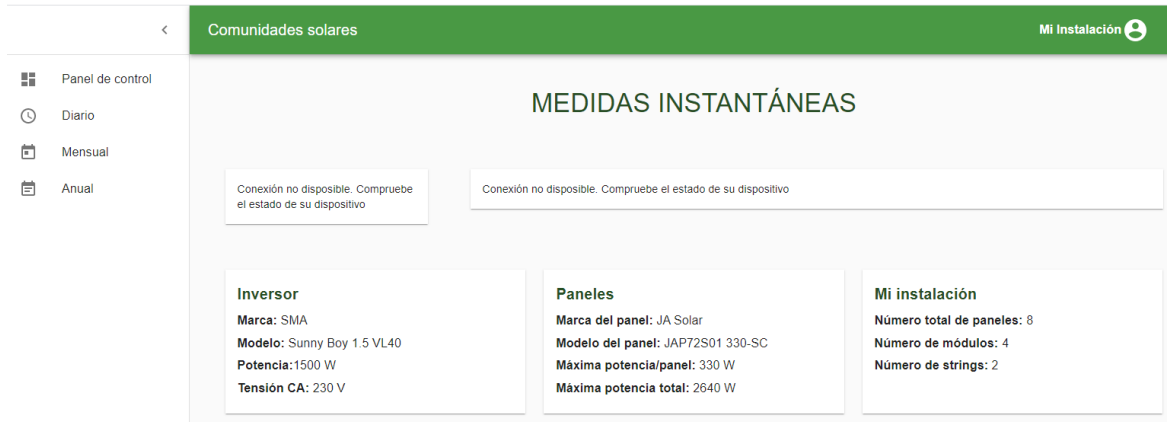 Comunidades solares
Mi Instalación
Panel de control
Diario
Mensual
Anual
MEDIDAS INSTANTÁNEAS
Conexión no disposible. Compruebe
el estado de su dispositivo
Conexión no disposible. Compruebe el estado de su dispositivo
Inversor
Marca: SMA
Modelo: Sunny Boy 1.5 VL40
Potencia:1500 W
Tensión CA: 230 V
Paneles
Marca del panel: JA Solar
Modelo del panel: JAP72S01 330-SC
Máxima potencia/panel: 330 W
Máxima potencia total: 2640 W
Mi instalación
Número total de paneles: 8
Número de módulos: 4
Número de strings: 2